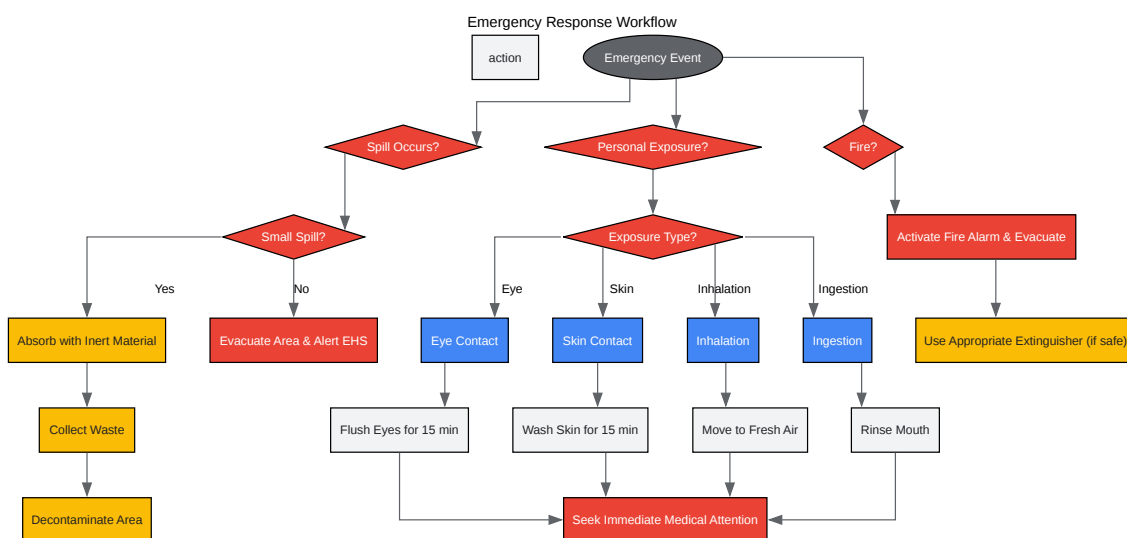 Emergency Response Workflow
action
Emergency Event
Spill Occurs?
Personal Exposure?
Fire?
Small Spill?
Exposure Type?
Activate Fire Alarm & Evacuate
Yes
No
Eye
Skin
Inhalation
Ingestion
Absorb with Inert Material
Evacuate Area & Alert EHS
Eye Contact
Skin Contact
Inhalation
Ingestion
Use Appropriate Extinguisher (if safe)
Collect Waste
Flush Eyes for 15 min
Wash Skin for 15 min
Move to Fresh Air
Rinse Mouth
Decontaminate Area
Seek Immediate Medical Attention